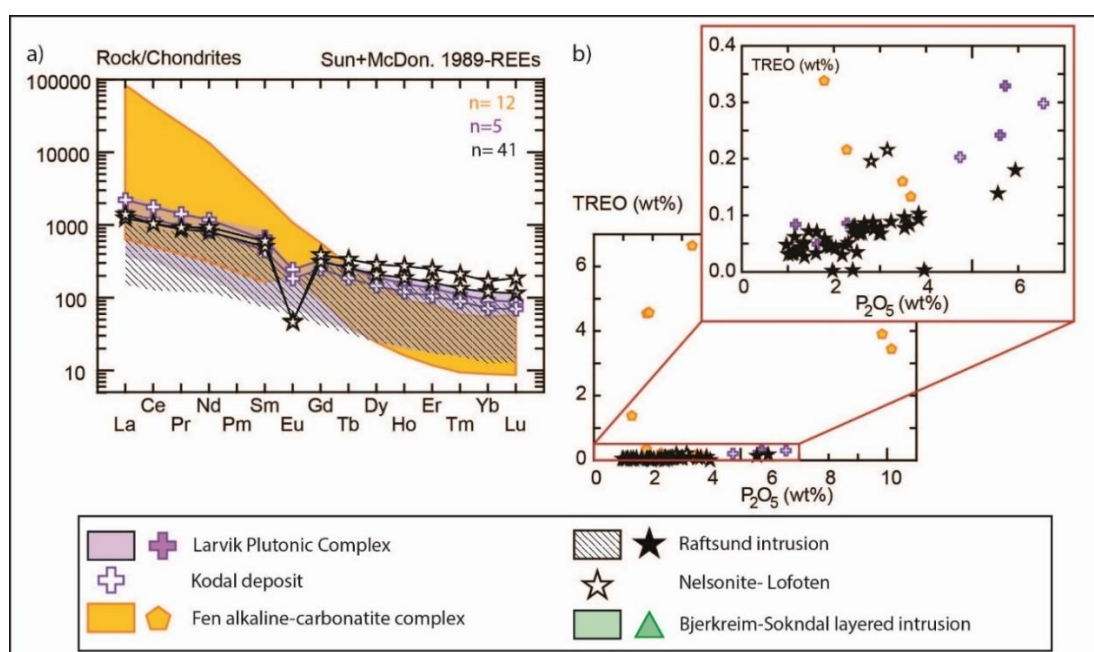 a)
Rock/Chondrites
Sun+McDon. 1989-REEs
100000
10000
1000
100
10
n= 12
n=5
n= 41
Ce Nd Sm Gd Dy Er Yb
La Pr Pm Eu Tb Ho Tm Lu
b)
TREO (wt%)
0.4
0.3
0.2
0.1
0.0
0 2 4 6
P₂O₅ (wt%)
TREO (wt%)
6
4
2
0
0 2 4 6 8 10
P₂O₅ (wt%)
Larvik Plutonic Complex
Kodal deposit
Fen alkaline-carbonatite complex
Raftsund intrusion
Nelsonite- Lofoten
Bjerkreim-Sokndal layered intrusion